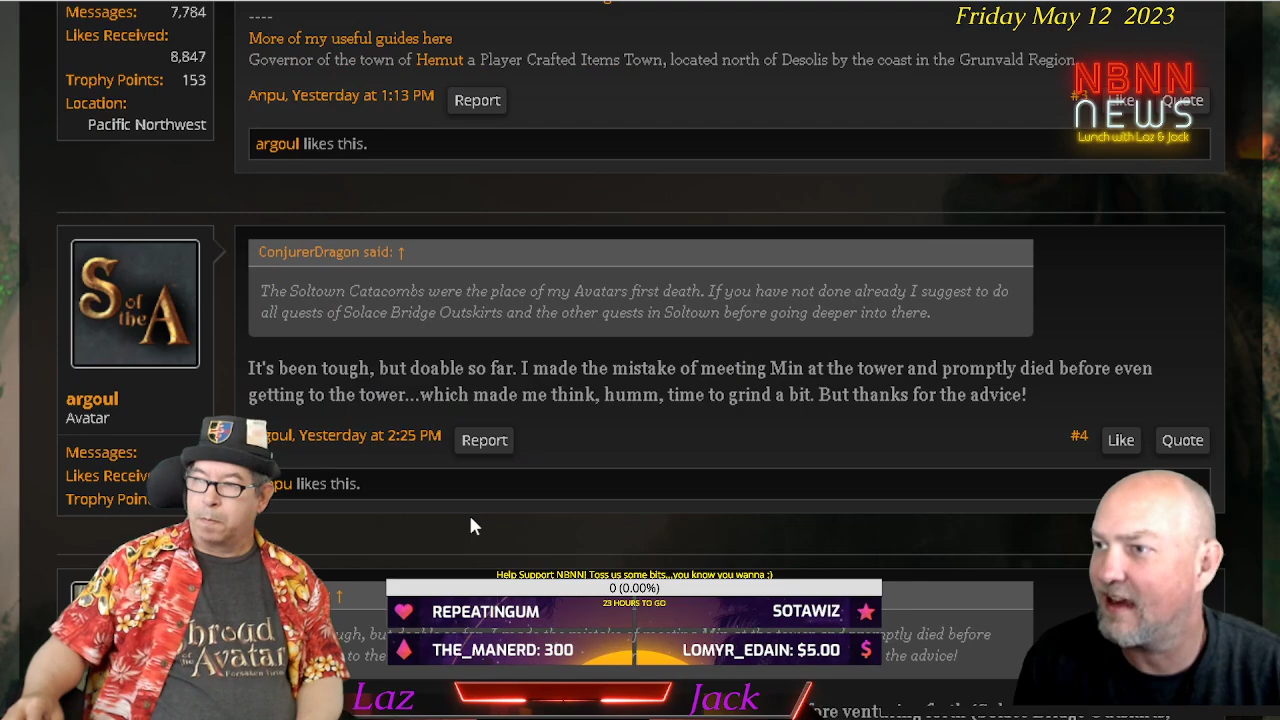 Messages: 7,784
Likes Received:
8,847
Trophy Points: 153
Location:
Pacific Northwest
----
More of my useful guides here
Governor of the town of Hemut a Player Crafted Items Town, located north of Desolis by the coast in the Grunvald Region.
Anpu, Yesterday at 1:13 PM Report
#3 Like Quote
argoul likes this.
Friday May 12 2023
NBNN
NEWS
Lunch with Laz & Jack
S of the A
argoul
Avatar
Messages:
Likes
Trophy
ConjurerDragon said: ↑
The Soltown Catacombs were the place of my Avatars first death. If you have not done already I suggest to do
all quests of Solace Bridge Outskirts and the other quests in Soltown before going deeper into there.
It's been tough, but doable so far. I made the mistake of meeting Min at the tower and promptly died before even
getting to the tower...which made me think, humm, time to grind a bit. But thanks for the advice!
Yesterday at 2:25 PM Report
#4 Like Quote
likes this.
Shroud
of the
Avatar
Help Support NBNN! Toss us some bits...you know you wanna :)
0 (0.00%)
23 HOURS TO GO
REPEATINGUM SOTAWIZ
THE_MANERD: 300 LOMYR_EDAIN: $5.00
before
the advice!
Laz Jack